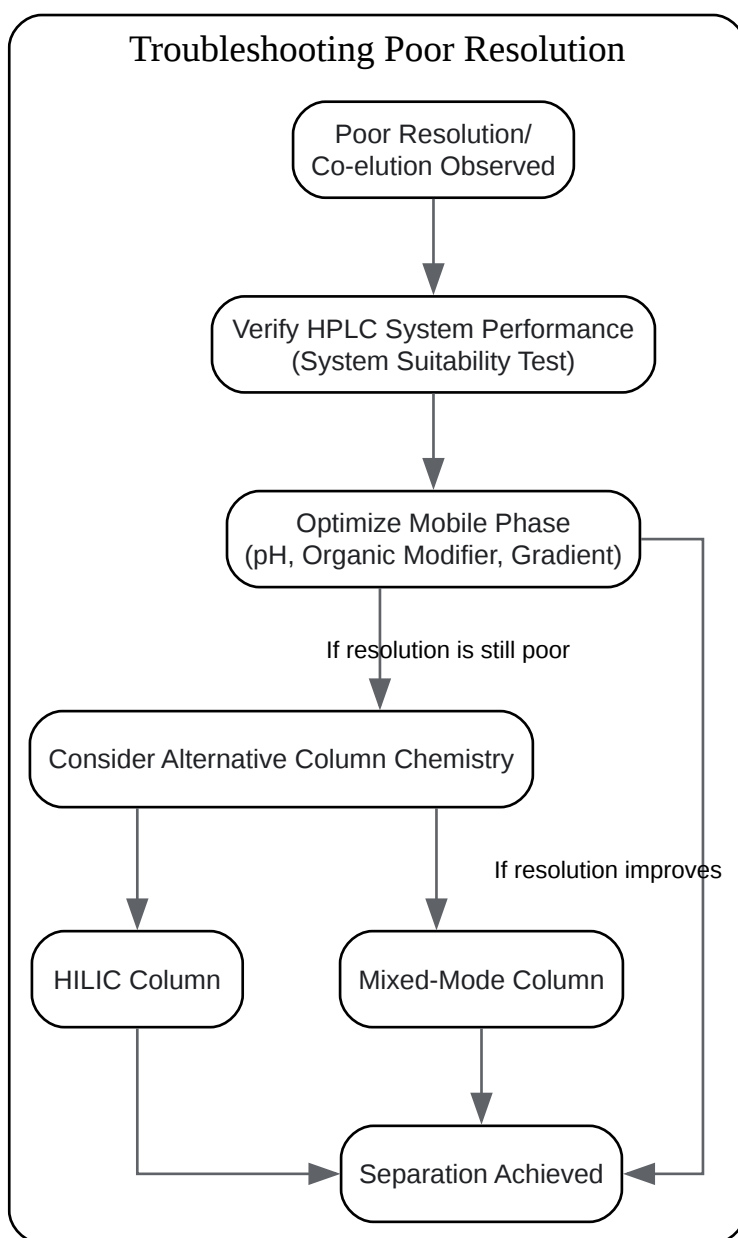 Troubleshooting Poor Resolution
Poor Resolution/
Co-elution Observed
Verify HPLC System Performance
(System Suitability Test)
Optimize Mobile Phase
(pH, Organic Modifier, Gradient)
If resolution is still poor
Consider Alternative Column Chemistry
If resolution improves
HILIC Column
Mixed-Mode Column
Separation Achieved